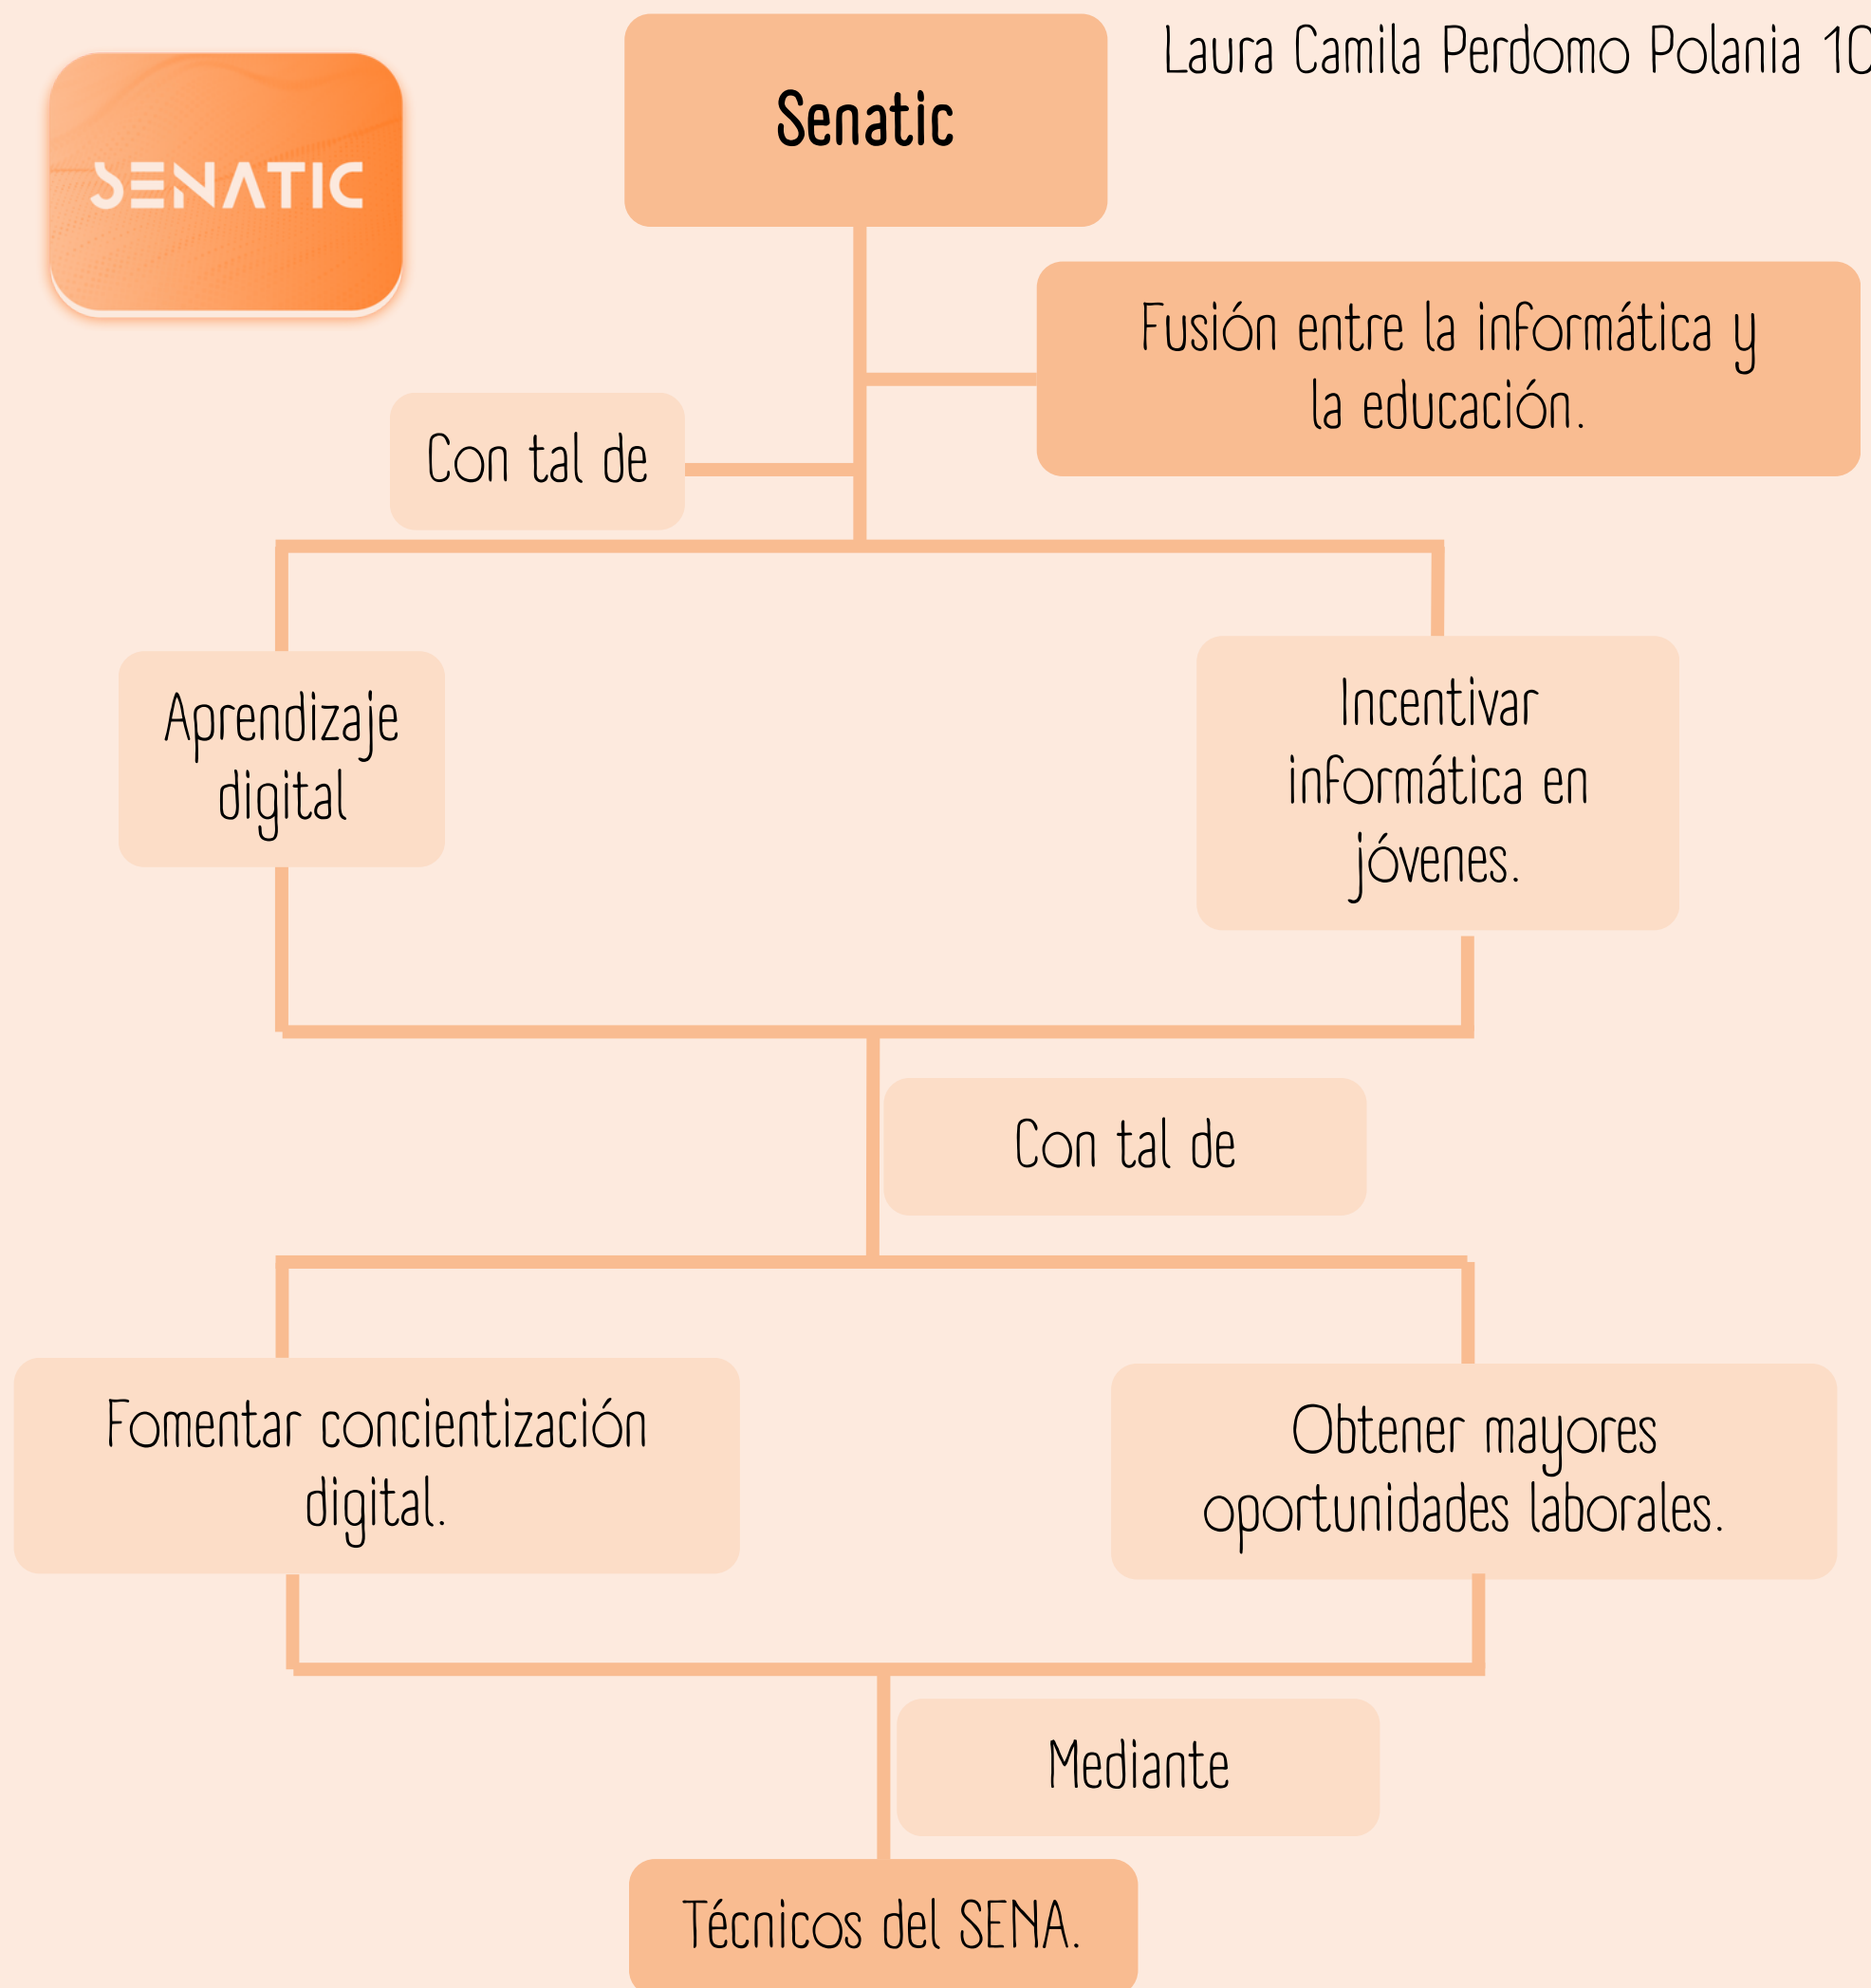 Laura Camila Perdomo Polania 10
SENATIC
Senatic
Fusión entre la informática y
la educación.
Con tal de
Aprendizaje
digital
Incentivar
informática en
jóvenes.
Con tal de
Fomentar concientización
digital.
Obtener mayores
oportunidades laborales.
Mediante
Técnicos del SENA.